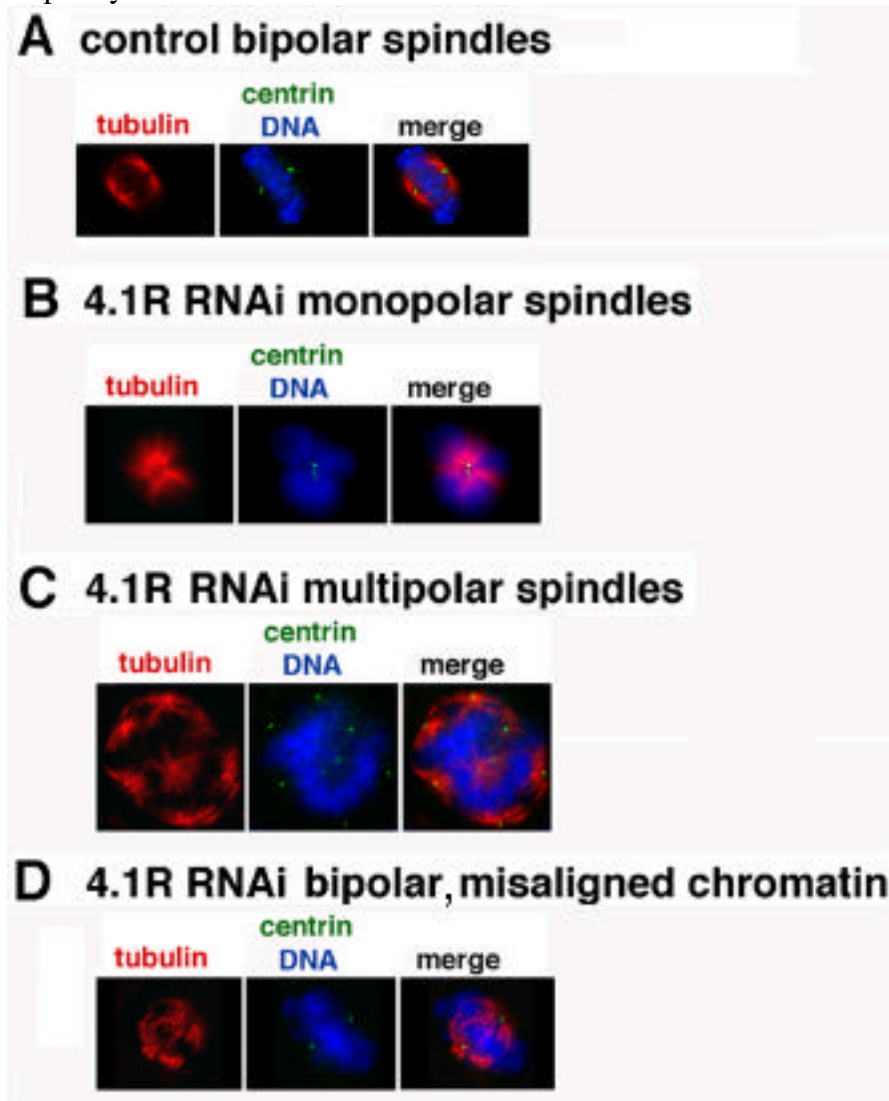 A control bipolar spindles
centrin
tubulin DNA merge
B 4.1R RNAi monopolar spindles
centrin
tubulin DNA merge
C 4.1R RNAi multipolar spindles
centrin
tubulin DNA merge
D 4.1R RNAi bipolar, misaligned chromatin
centrin
tubulin DNA merge